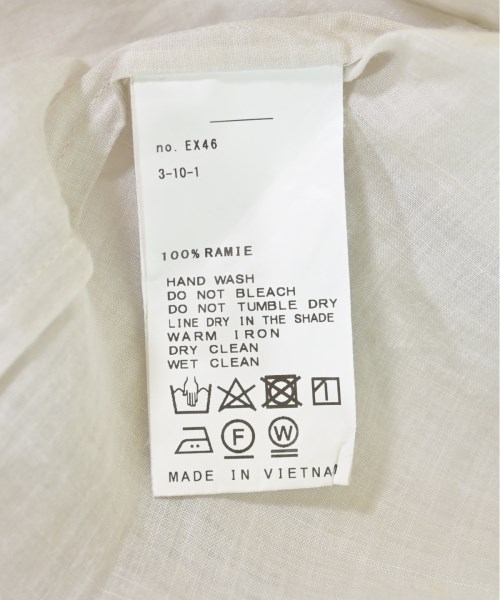 no. EX46
3-10-1
100% RAMIE
HAND WASH
DO NOT BLEACH
DO NOT TUMBLE DRY
LINE DRY IN THE SHADE
WARM IRON
DRY CLEAN
WET CLEAN
F W
MADE IN VIETNA